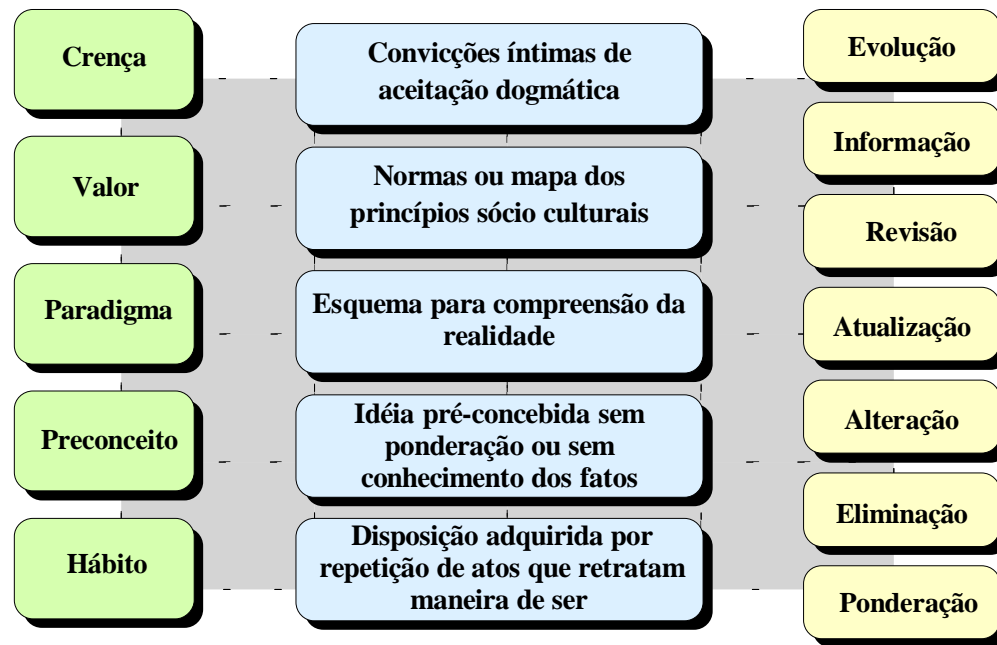 Crença
Convicções íntimas de
aceitação dogmática
Valor
Normas ou mapa dos
princípios sócio culturais
Paradigma
Esquema para compreensão da
realidade
Preconceito
Idéia pré-concebida sem
ponderação ou sem
conhecimento dos fatos
Hábito
Disposição adquirida por
repetição de atos que retratam
maneira de ser
Evolução
Informação
Revisão
Atualização
Alteração
Eliminação
Ponderação